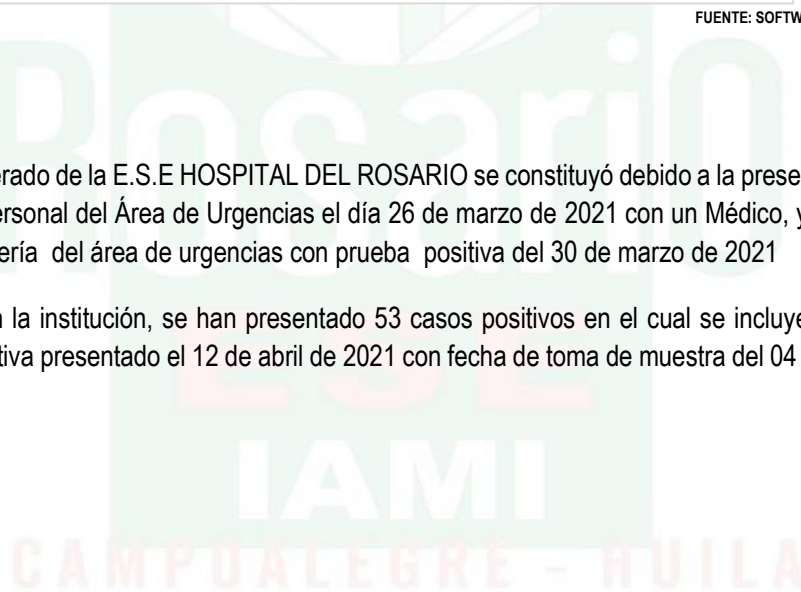 FUENTE: SOFTW
RosariO
erado de la E.S.E HOSPITAL DEL ROSARIO se constituyó debido a la prese
ersonal del Área de Urgencias el día 26 de marzo de 2021 con un Médico, y
ería del área de urgencias con prueba positiva del 30 de marzo de 2021
n la institución, se han presentado 53 casos positivos en el cual se incluye
tiva presentado el 12 de abril de 2021 con fecha de toma de muestra del 04
ESE
IAMI
CAMPOALEGRE - HUILA